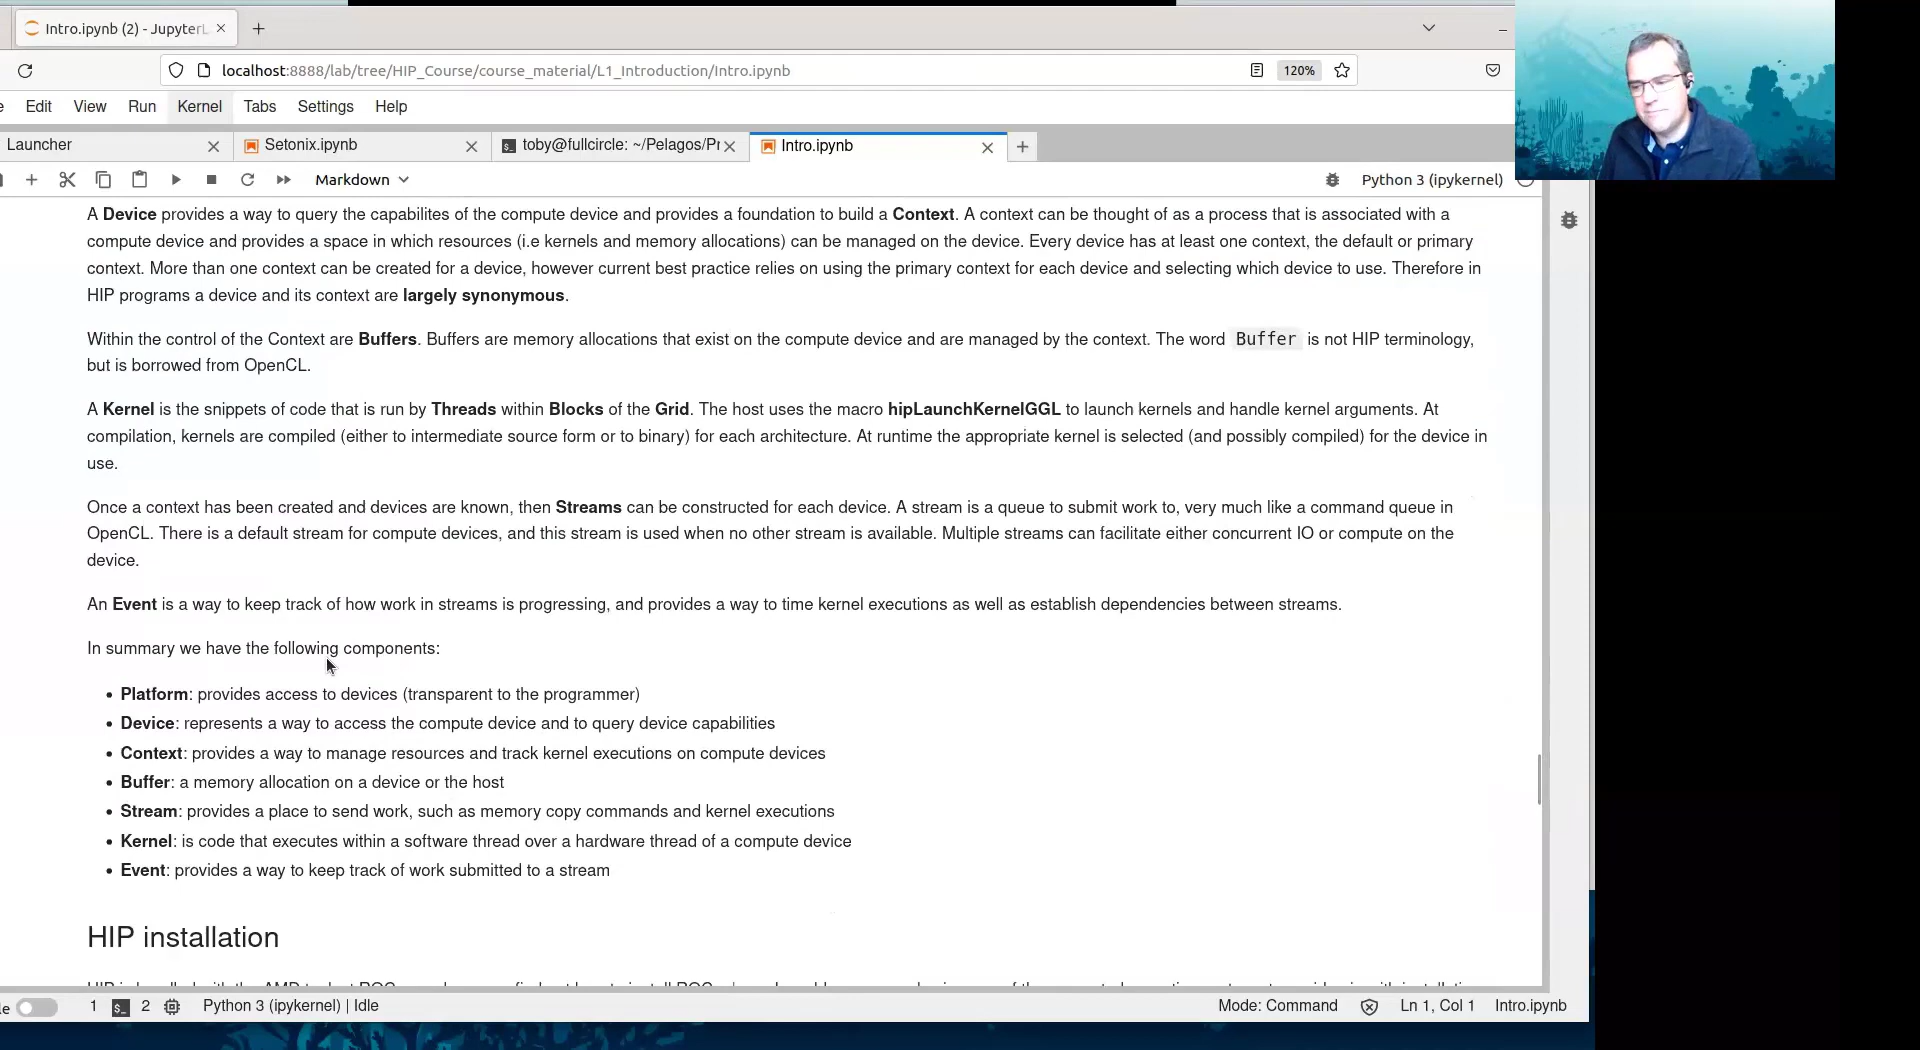 Intro.ipynb (2) - JupyterL
localhost:8888/lab/tree/HIP_Course/course_material/L1_Introduction/Intro.ipynb
120%
Edit View Run Kernel Tabs Settings Help
Launcher
Setonix.ipynb
toby@fullcircle: ~/Pelagos/Pr
Intro.ipynb
Markdown
Python 3 (ipykernel)
A Device provides a way to query the capabilites of the compute device and provides a foundation to build a Context. A context can be thought of as a process that is associated with a
compute device and provides a space in which resources (i.e kernels and memory allocations) can be managed on the device. Every device has at least one context, the default or primary
context. More than one context can be created for a device, however current best practice relies on using the primary context for each device and selecting which device to use. Therefore in
HIP programs a device and its context are largely synonymous.
Within the control of the Context are Buffers. Buffers are memory allocations that exist on the compute device and are managed by the context. The word Buffer is not HIP terminology,
but is borrowed from OpenCL.
A Kernel is the snippets of code that is run by Threads within Blocks of the Grid. The host uses the macro hipLaunchKernelGGL to launch kernels and handle kernel arguments. At
compilation, kernels are compiled (either to intermediate source form or to binary) for each architecture. At runtime the appropriate kernel is selected (and possibly compiled) for the device in
use.
Once a context has been created and devices are known, then Streams can be constructed for each device. A stream is a queue to submit work to, very much like a command queue in
OpenCL. There is a default stream for compute devices, and this stream is used when no other stream is available. Multiple streams can facilitate either concurrent IO or compute on the
device.
An Event is a way to keep track of how work in streams is progressing, and provides a way to time kernel executions as well as establish dependencies between streams.
In summary we have the following components:
• Platform: provides access to devices (transparent to the programmer)
• Device: represents a way to access the compute device and to query device capabilities
• Context: provides a way to manage resources and track kernel executions on compute devices
• Buffer: a memory allocation on a device or the host
• Stream: provides a place to send work, such as memory copy commands and kernel executions
• Kernel: is code that executes within a software thread over a hardware thread of a compute device
• Event: provides a way to keep track of work submitted to a stream
HIP installation
1 2 Python 3 (ipykernel) | Idle
Mode: Command Ln 1, Col 1 Intro.ipynb